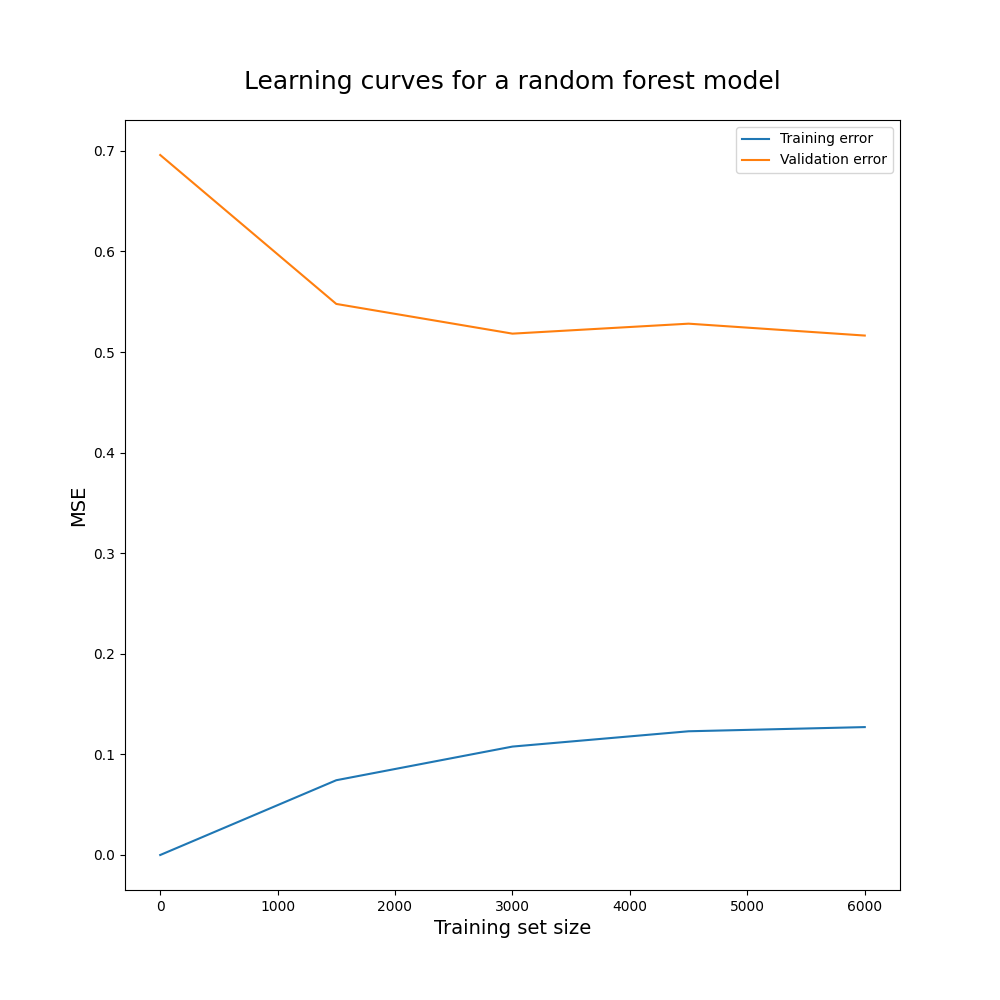 Learning curves for a random forest model
Training error
Validation error
0.7
0.6
0.5
0.4
0.3
0.2
0.1
0.0
MSE
0 1000 2000 3000 4000 5000 6000
Training set size